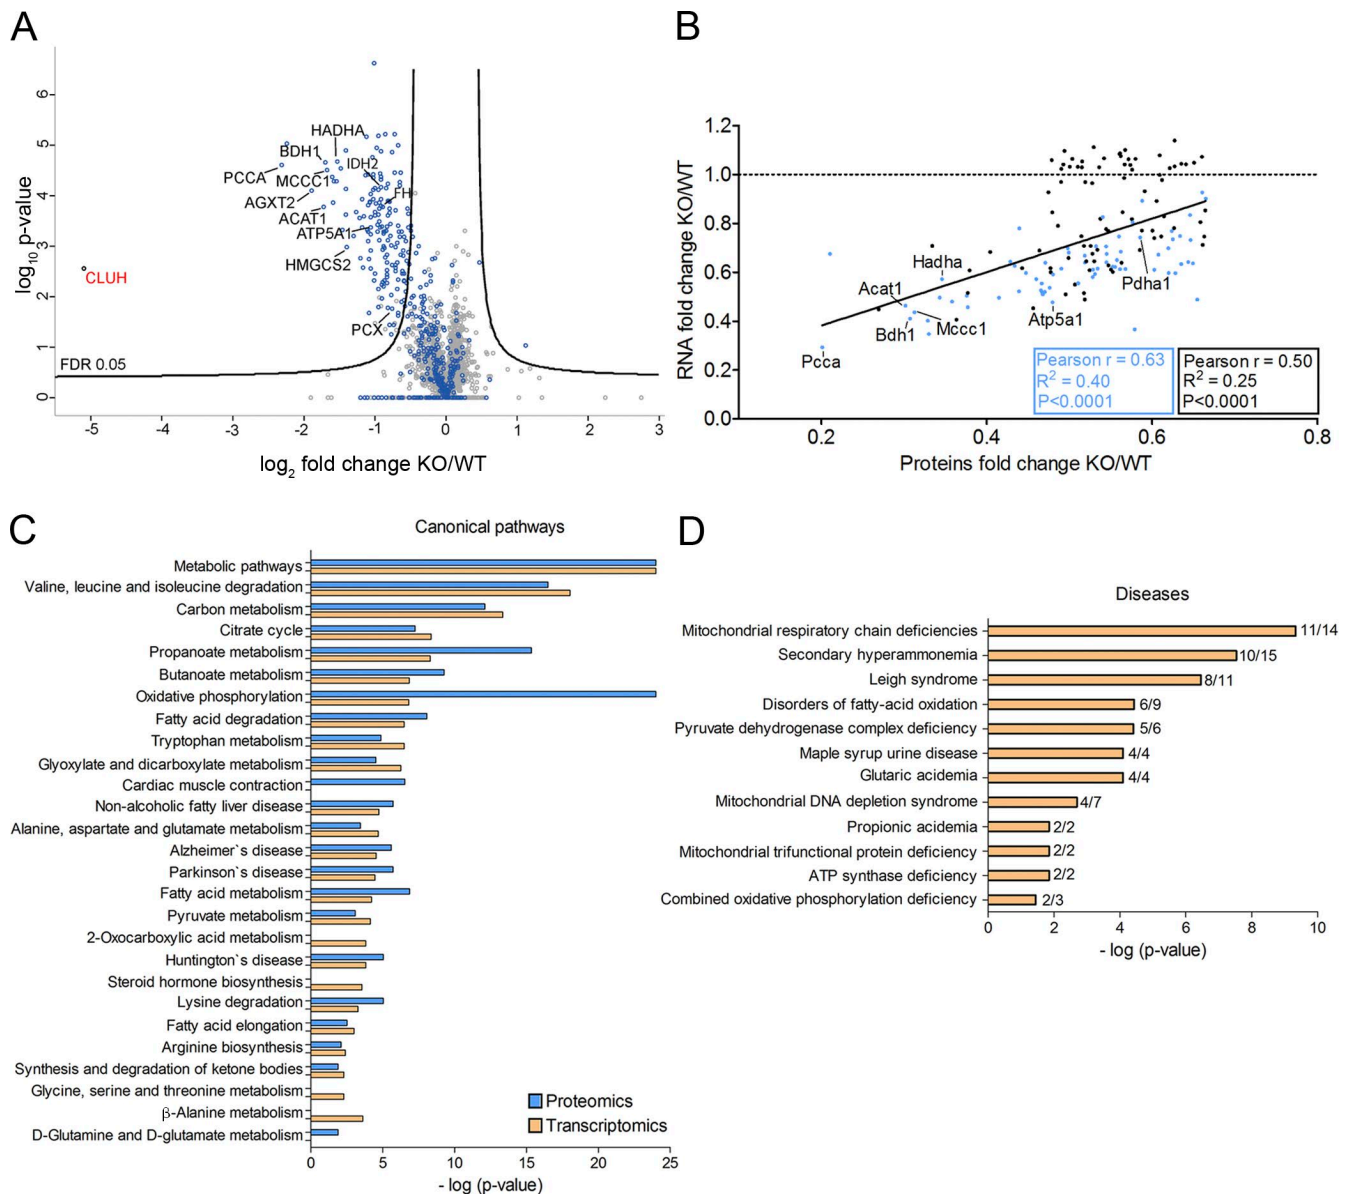 A
log10 p-value
6
5
4
3
2
1
0
HADHA
BDH1
IDH2
PCCA
MCCC1
AGXT2
FH
ACAT1
ATP5A1
HMGCS2
CLUH
PCX
FDR 0.05
-5 -4 -3 -2 -1 0 1 2 3
log2 fold change KO/WT
B
RNA fold change KO/WT
1.2
1.0
0.8
0.6
0.4
0.2
0.0
Hadha
Acat1
Pdha1
Bdh1
Mccc1
Atp5a1
Pcca
Pearson r = 0.63
R2 = 0.40
P<0.0001
Pearson r = 0.50
R2 = 0.25
P<0.0001
0.2 0.4 0.6 0.8
Proteins fold change KO/WT
C
Canonical pathways
Metabolic pathways
Valine, leucine and isoleucine degradation
Carbon metabolism
Citrate cycle
Propanoate metabolism
Butanoate metabolism
Oxidative phosphorylation
Fatty acid degradation
Tryptophan metabolism
Glyoxylate and dicarboxylate metabolism
Cardiac muscle contraction
Non-alcoholic fatty liver disease
Alanine, aspartate and glutamate metabolism
Alzheimer`s disease
Parkinson`s disease
Fatty acid metabolism
Pyruvate metabolism
2-Oxocarboxylic acid metabolism
Huntington`s disease
Steroid hormone biosynthesis
Lysine degradation
Fatty acid elongation
Arginine biosynthesis
Synthesis and degradation of ketone bodies
Glycine, serine and threonine metabolism
β-Alanine metabolism
D-Glutamine and D-glutamate metabolism
Proteomics
Transcriptomics
0 5 10 15 20 25
- log (p-value)
D
Diseases
Mitochondrial respiratory chain deficiencies 11/14
Secondary hyperammonemia 10/15
Leigh syndrome 8/11
Disorders of fatty-acid oxidation 6/9
Pyruvate dehydrogenase complex deficiency 5/6
Maple syrup urine disease 4/4
Glutaric acidemia 4/4
Mitochondrial DNA depletion syndrome 4/7
Propionic acidemia 2/2
Mitochondrial trifunctional protein deficiency 2/2
ATP synthase deficiency 2/2
Combined oxidative phosphorylation deficiency 2/3
0 2 4 6 8 10
- log (p-value)